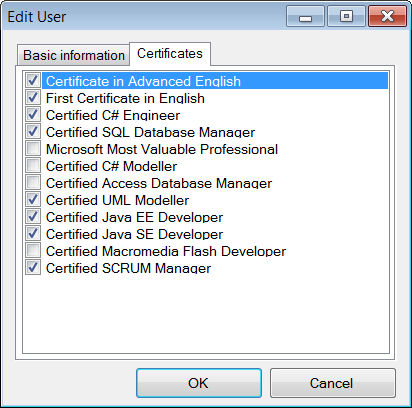 Edit User
Basic information Certificates
Certificate in Advanced English
First Certificate in English
Certified C# Engineer
Certified SQL Database Manager
Microsoft Most Valuable Professional
Certified C# Modeller
Certified Access Database Manager
Certified UML Modeller
Certified Java EE Developer
Certified Java SE Developer
Certified Macromedia Flash Developer
Certified SCRUM Manager
OK Cancel